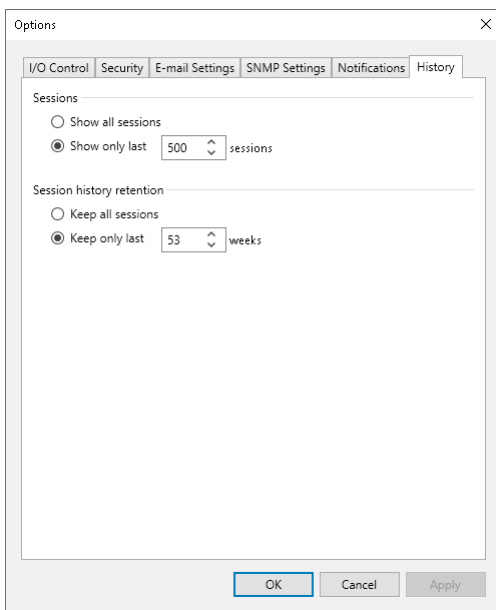 Options
I/O Control Security E-mail Settings SNMP Settings Notifications History
Sessions
Show all sessions
Show only last 500 sessions
Session history retention
Keep all sessions
Keep only last 53 weeks
OK Cancel Apply